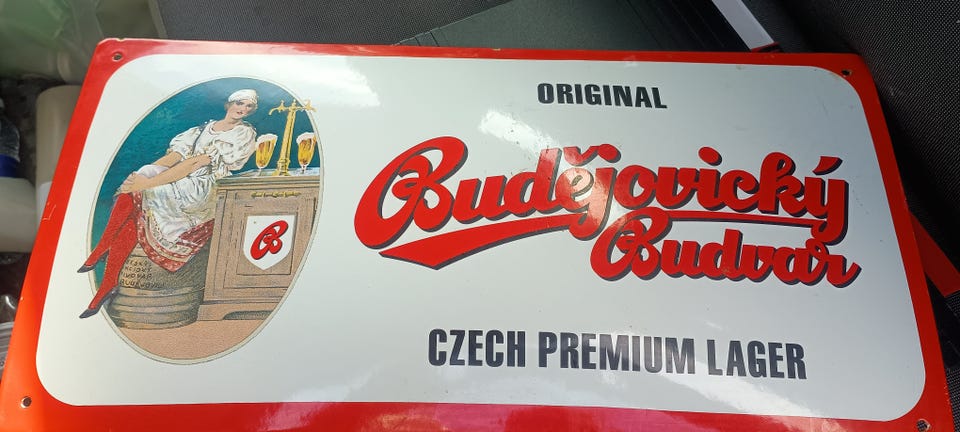 ORIGINAL
Budějovický
Budvar
CZECH PREMIUM LAGER
B